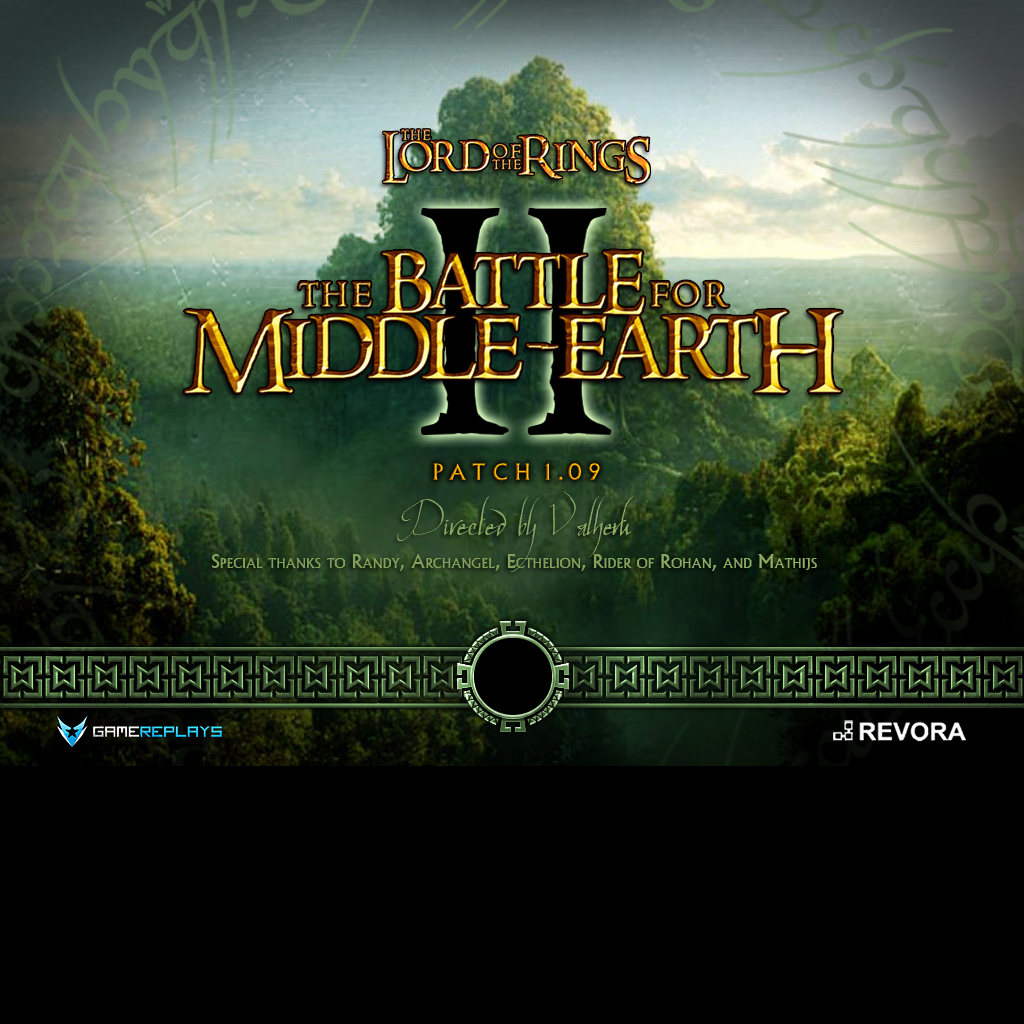 THE LORD OF THE RINGS
II
THE BATTLE FOR
MIDDLE-EARTH
PATCH 1.09
Directed by Valheru
SPECIAL THANKS TO RANDY, ARCHANGEL, ECTHELION, RIDER OF ROHAN, AND MATHIJS
GAMEREPLAYS
REVORA